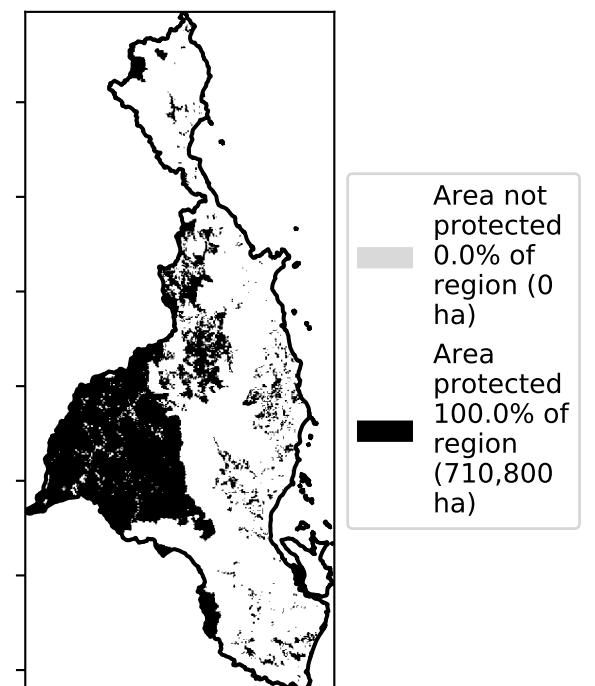 Area not
protected
0.0% of
region (0
ha)
Area
protected
100.0% of
region
(710,800
ha)